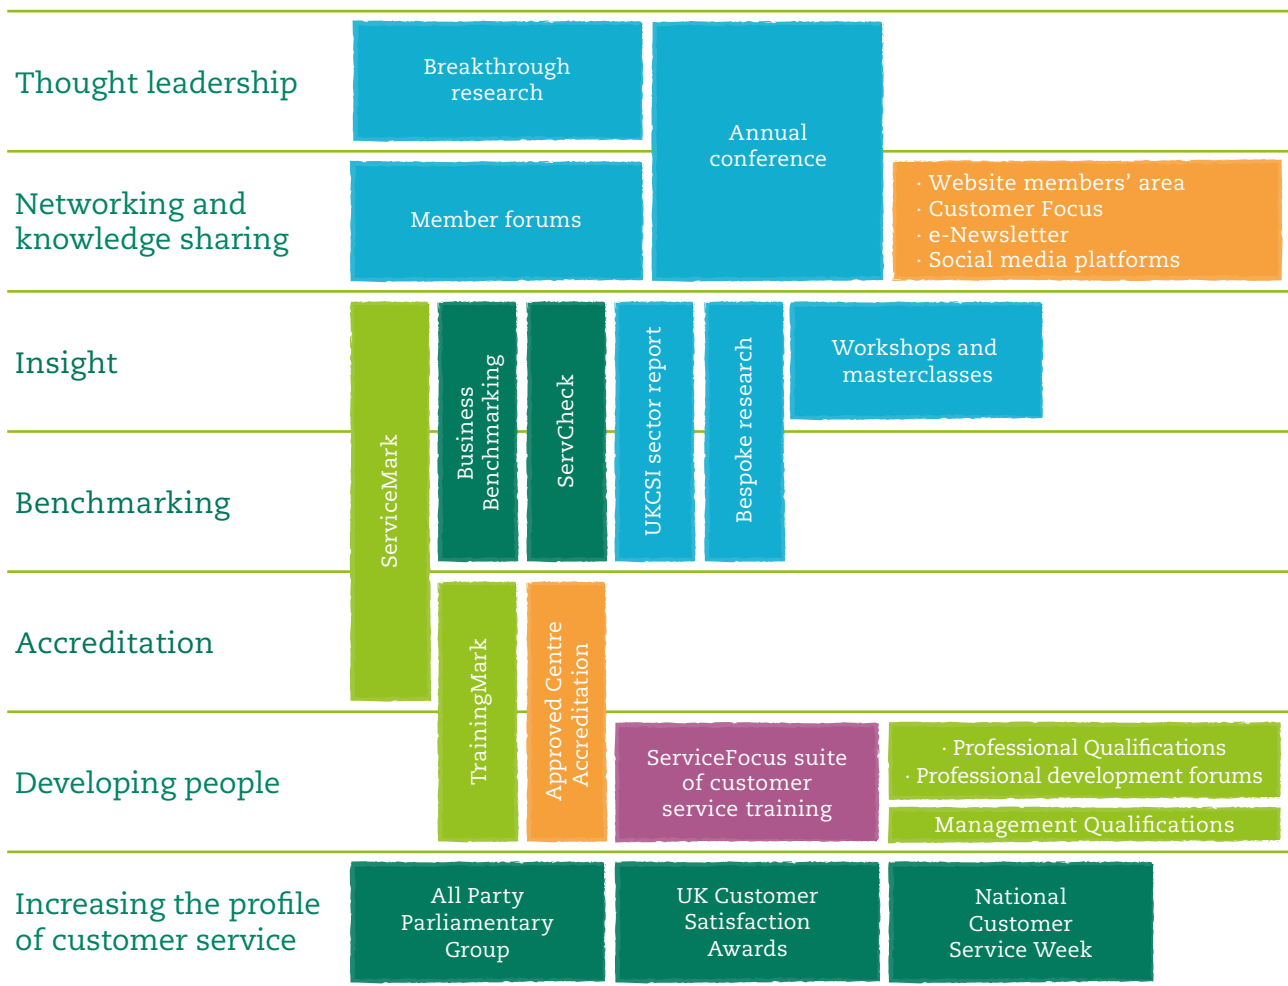 Thought leadership
Breakthrough
research
Annual
conference
Networking and
knowledge sharing
Member forums
· Website members’ area
· Customer Focus
· e-Newsletter
· Social media platforms
Insight
Benchmarking
Accreditation
ServiceMark
Business
Benchmarking
ServCheck
UKCSI sector report
Bespoke research
Workshops and
masterclasses
TrainingMark
Approved Centre
Accreditation
Developing people
ServiceFocus suite
of customer
service training
· Professional Qualifications
· Professional development forums
Management Qualifications
Increasing the profile
of customer service
All Party
Parliamentary
Group
UK Customer
Satisfaction
Awards
National
Customer
Service Week